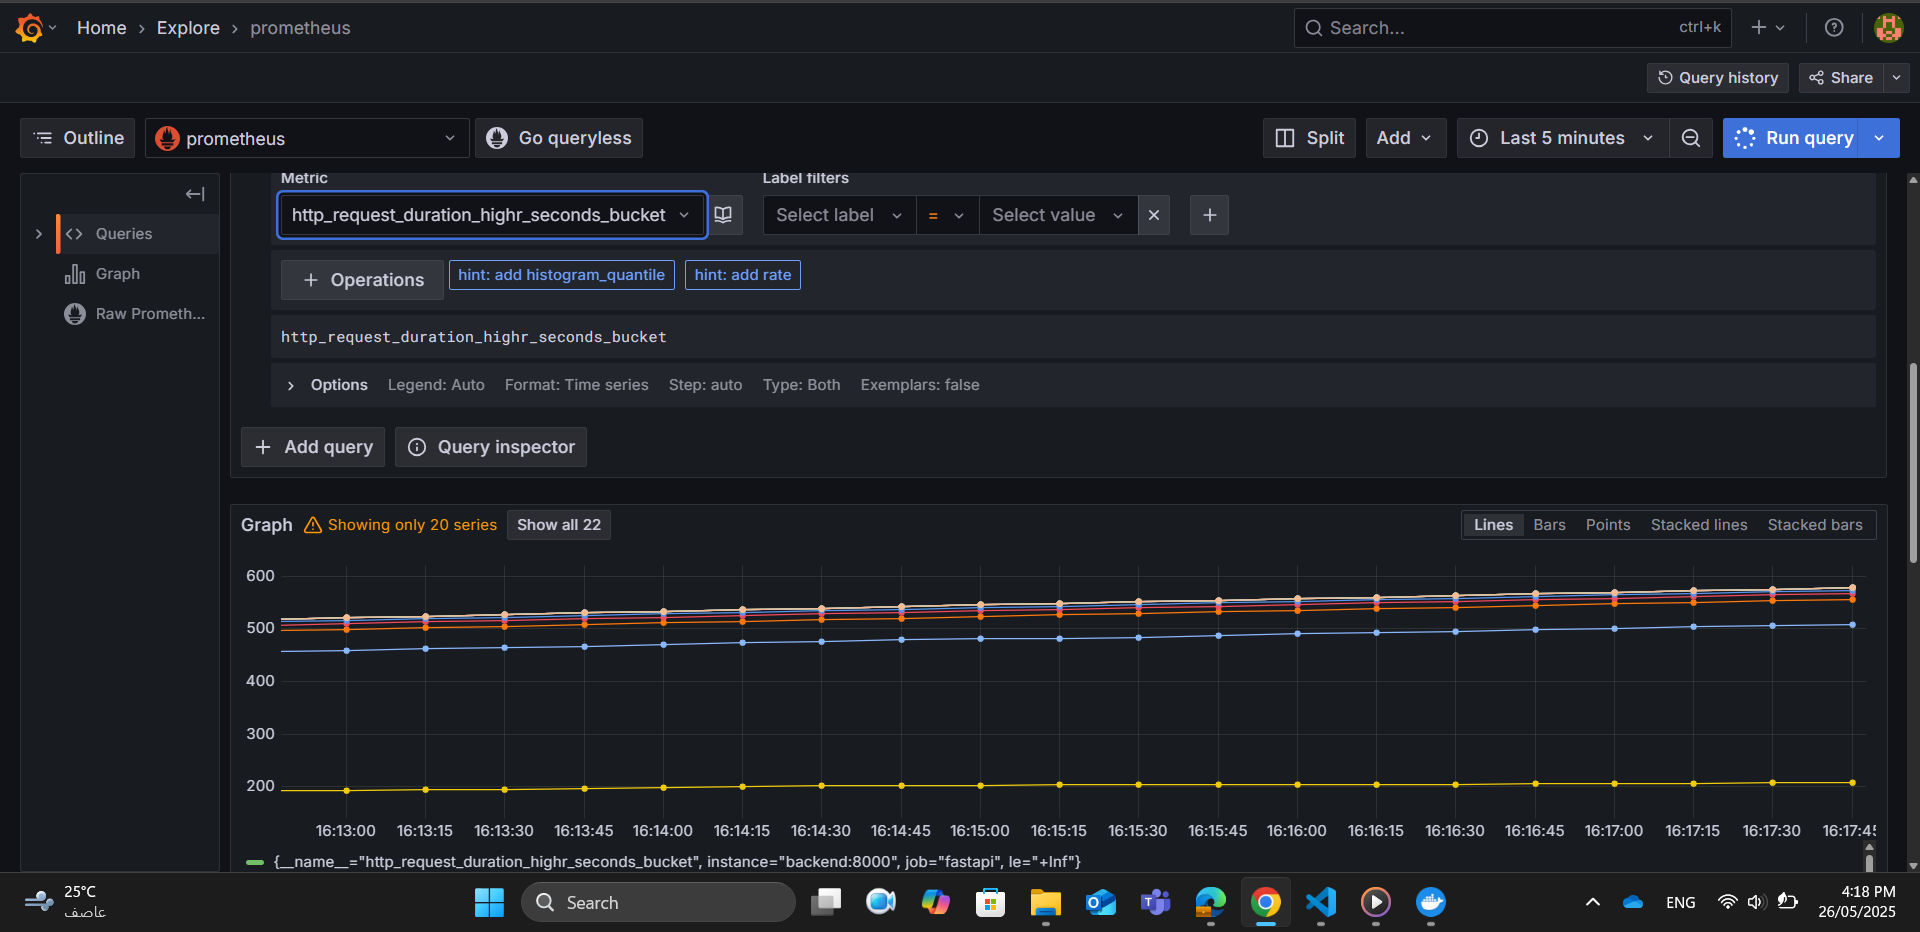 Home › Explore › prometheus
Search... ctrl+k
Query history
Share
Outline
prometheus
Go queryless
Split
Add
Last 5 minutes
Run query
Queries
Graph
Raw Prometh...
Metric
Label filters
http_request_duration_highr_seconds_bucket
Select label
=
Select value
+ Operations
hint: add histogram_quantile
hint: add rate
http_request_duration_highr_seconds_bucket
Options Legend: Auto Format: Time series Step: auto Type: Both Exemplars: false
+ Add query
Query inspector
Graph
Showing only 20 series
Show all 22
Lines Bars Points Stacked lines Stacked bars
600
500
400
300
200
16:13:00 16:13:15 16:13:30 16:13:45 16:14:00 16:14:15 16:14:30 16:14:45 16:15:00 16:15:15 16:15:30 16:15:45 16:16:00 16:16:15 16:16:30 16:16:45 16:17:00 16:17:15 16:17:30 16:17:45
{__name__="http_request_duration_highr_seconds_bucket", instance="backend:8000", job="fastapi", le="+Inf"}
25°C
عاصف
Search
ENG
4:18 PM
26/05/2025